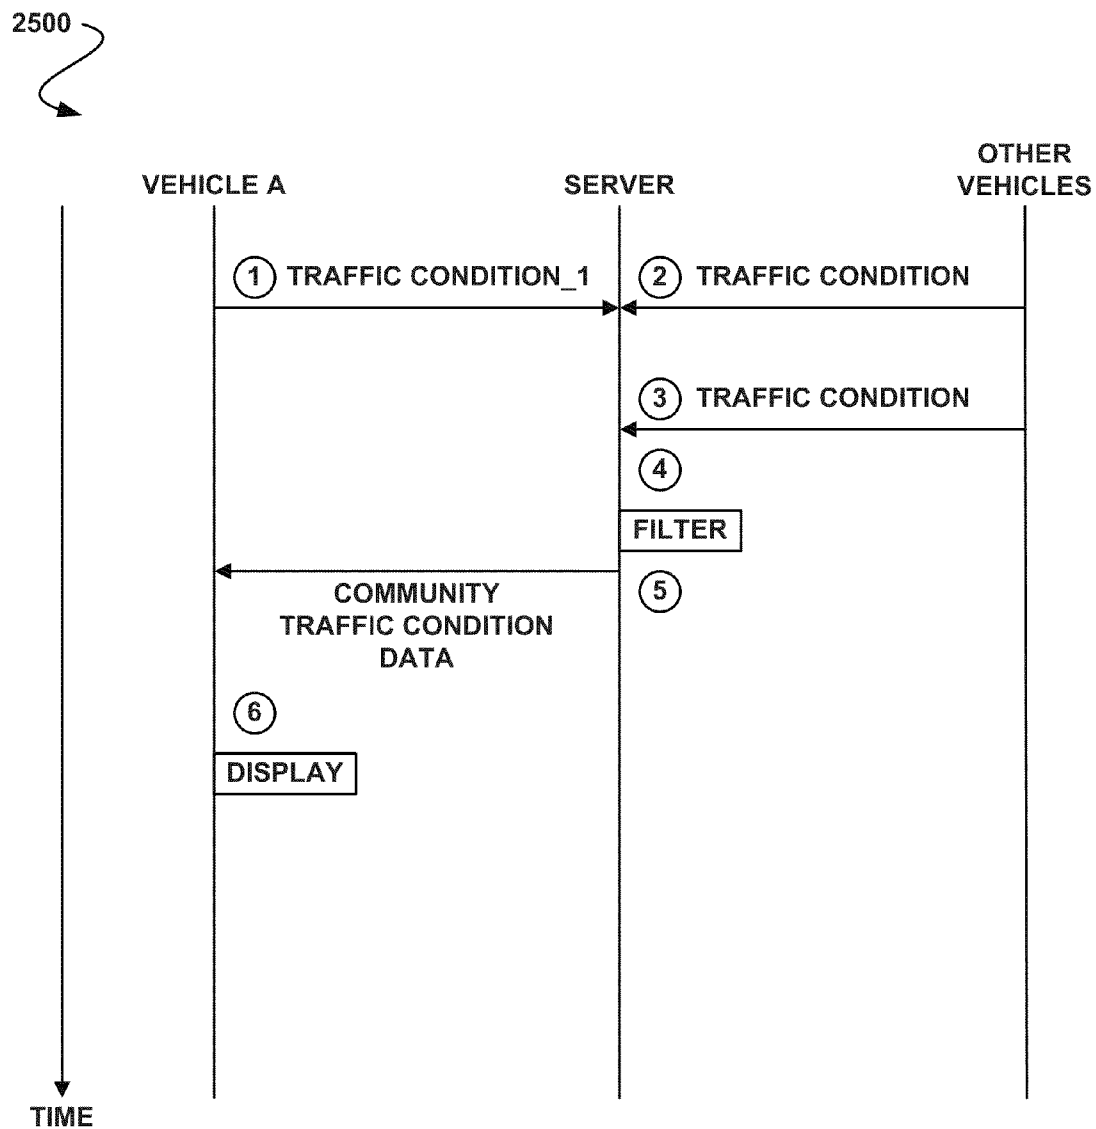 2500
VEHICLE A
SERVER
OTHER
VEHICLES
1 TRAFFIC CONDITION_1
2 TRAFFIC CONDITION
3 TRAFFIC CONDITION
4
FILTER
COMMUNITY
TRAFFIC CONDITION
DATA
5
6
DISPLAY
TIME